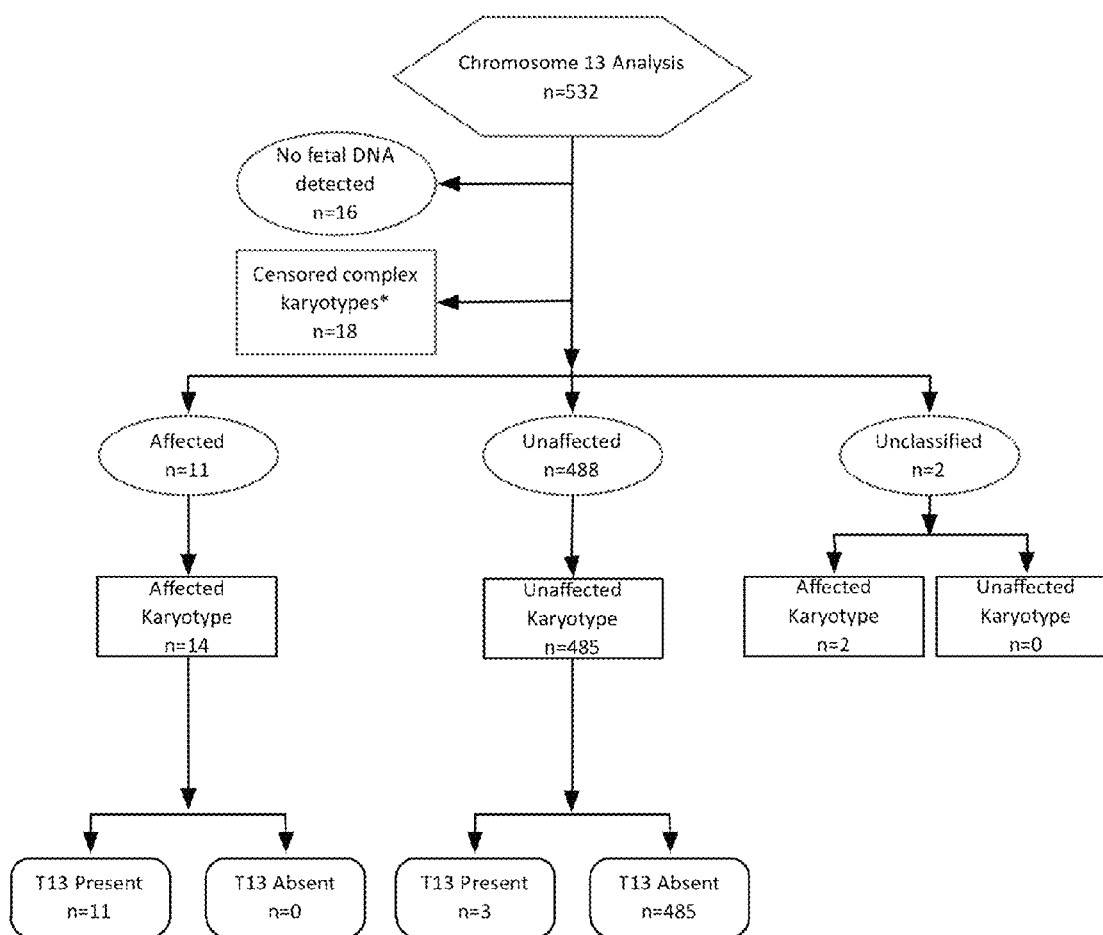 Chromosome 13 Analysis
n=532
No fetal DNA
detected
n=16
Censored complex
karyotypes*
n=18
Affected
n=11
Unaffected
n=488
Unclassified
n=2
Affected
Karyotype
n=14
Unaffected
Karyotype
n=485
Affected
Karyotype
n=2
Unaffected
Karyotype
n=0
T13 Present
n=11
T13 Absent
n=0
T13 Present
n=3
T13 Absent
n=485